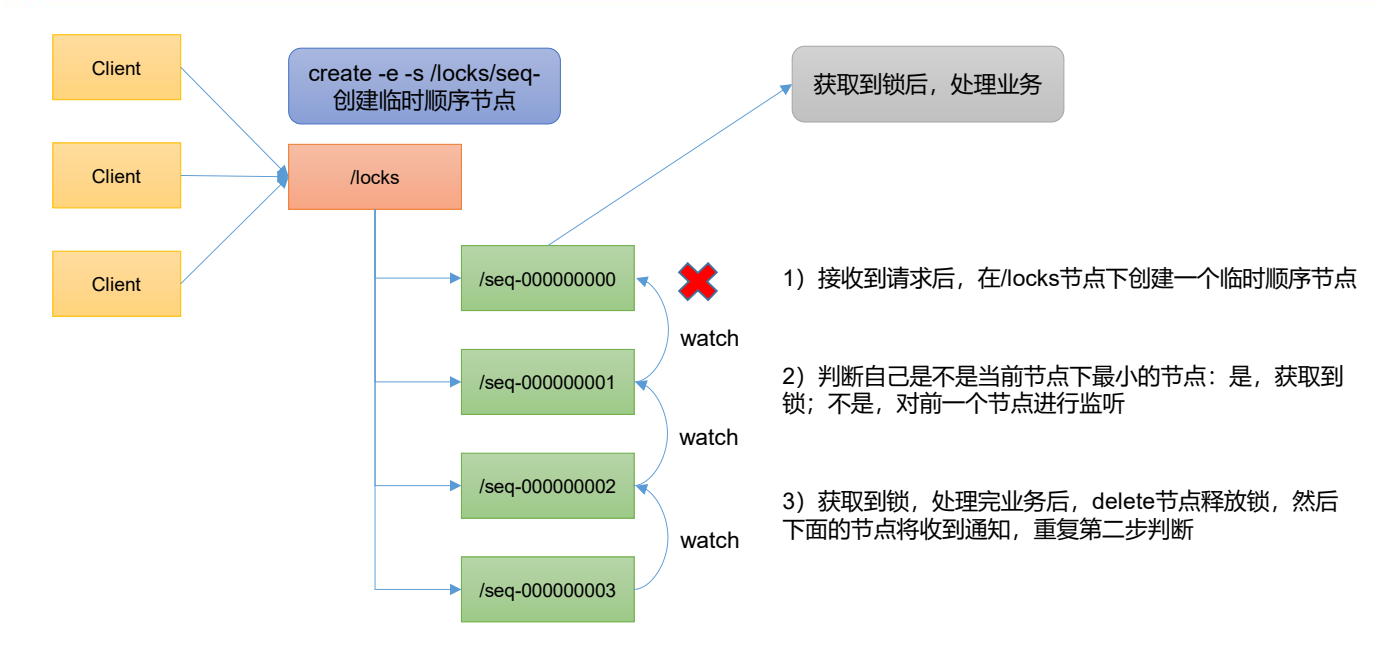 Client
Client
Client
create -e -s /locks/seq-
创建临时顺序节点
/locks
获取到锁后，处理业务
/seq-000000000
/seq-000000001
/seq-000000002
/seq-000000003
watch
watch
watch
1）接收到请求后，在/locks节点下创建一个临时顺序节点
2）判断自己是不是当前节点下最小的节点：是，获取到
锁；不是，对前一个节点进行监听
3）获取到锁，处理完业务后，delete节点释放锁，然后
下面的节点将收到通知，重复第二步判断